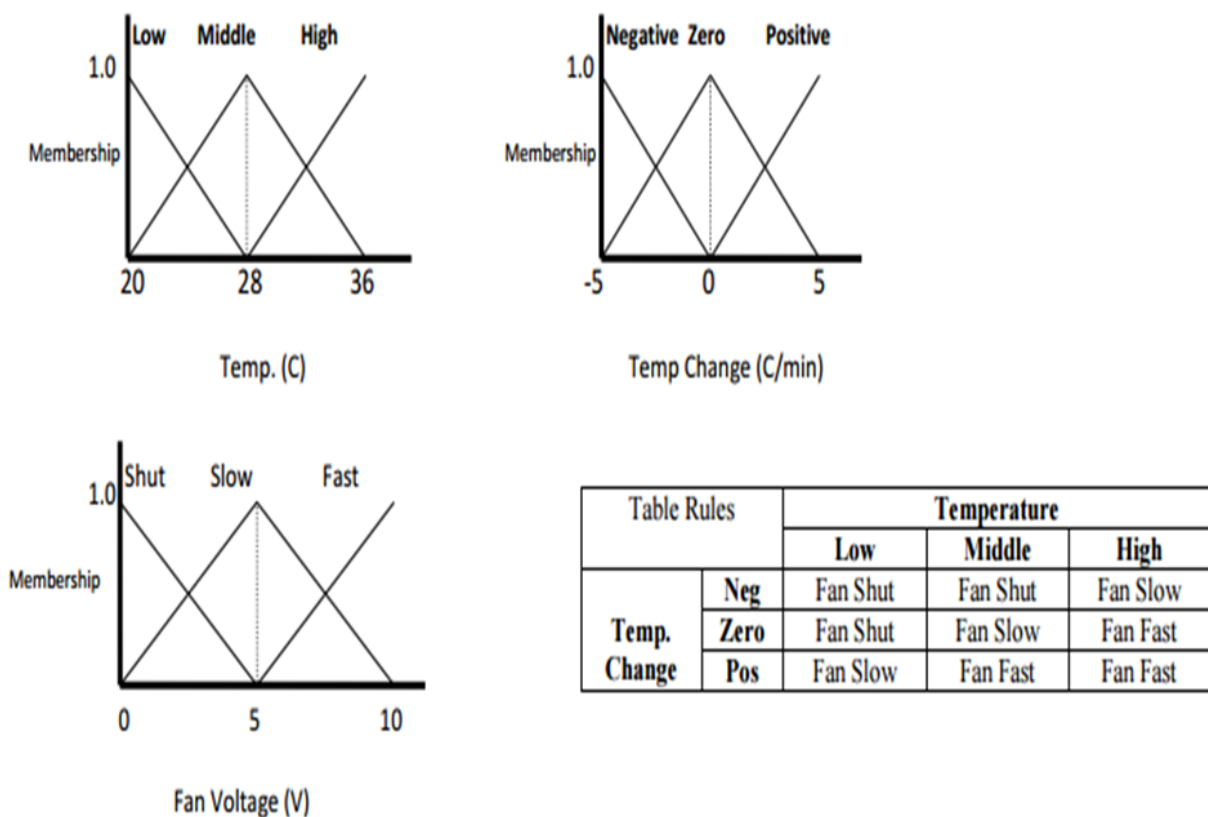 Low Middle High
1.0
Membership
20 28 36
Temp. (C)
Negative Zero Positive
1.0
Membership
-5 0 5
Temp Change (C/min)
Shut Slow Fast
1.0
Membership
0 5 10
Fan Voltage (V)
Table Rules Temperature
Low Middle High
Neg Fan Shut Fan Shut Fan Slow
Temp. Zero Fan Shut Fan Slow Fan Fast
Change Pos Fan Slow Fan Fast Fan Fast